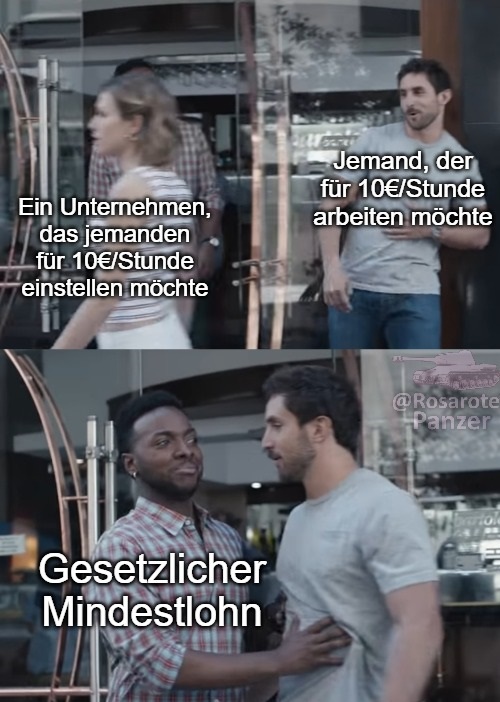 Ein Unternehmen,
das jemanden
für 10€/Stunde
einstellen möchte
Jemand, der
für 10€/Stunde
arbeiten möchte
@Rosarote
Panzer
Gesetzlicher
Mindestlohn